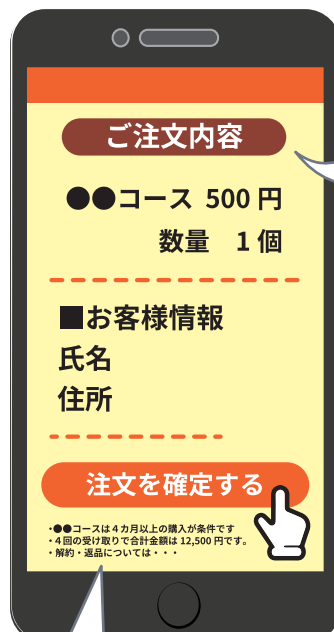 ご注文内容
●●コース 500 円
数量 1 個
■お客様情報
氏名
住所
注文を確定する
・●●コースは４カ月以上の購入が条件です
・４回の受け取りで合計金額は 12,500 円です。
・解約・返品については・・・